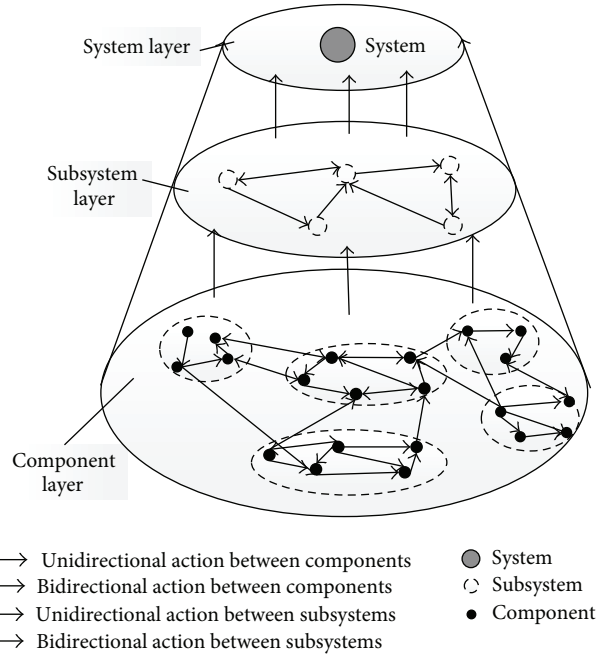 System layer
System
Subsystem
layer
Component
layer
Unidirectional action between components
Bidirectional action between components
Unidirectional action between subsystems
Bidirectional action between subsystems
System
Subsystem
Component